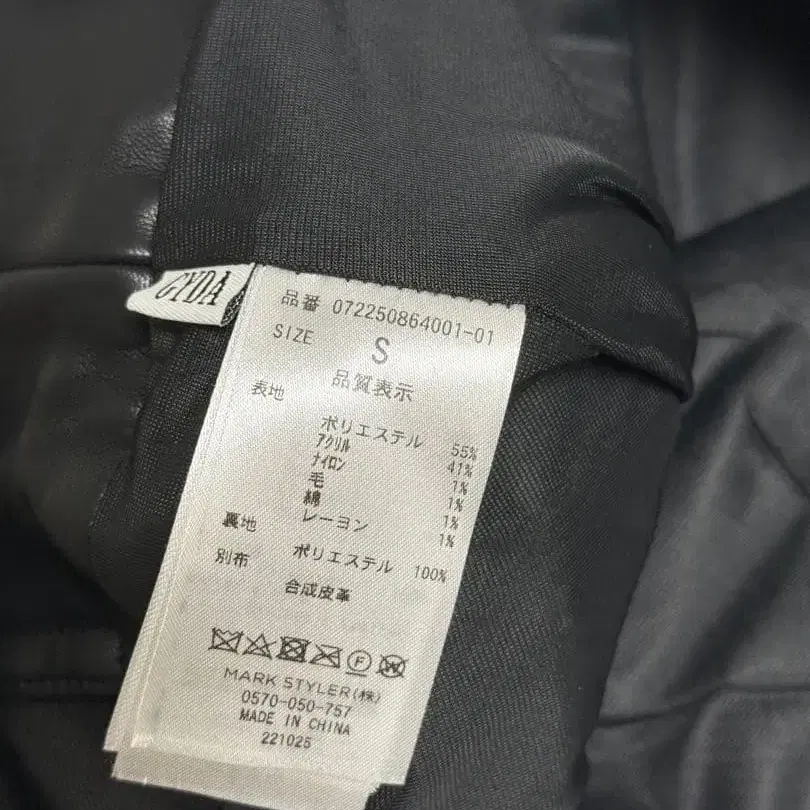 GYDA
品番 072250864001-01
SIZE S
品質表示
表地
ポリエステル 55%
アクリル 41%
ナイロン 1%
毛 1%
綿 1%
レーヨン 1%
裏地
ポリエステル 100%
別布
合成皮革
F W
MARK STYLER(株)
0570-050-757
MADE IN CHINA
221025